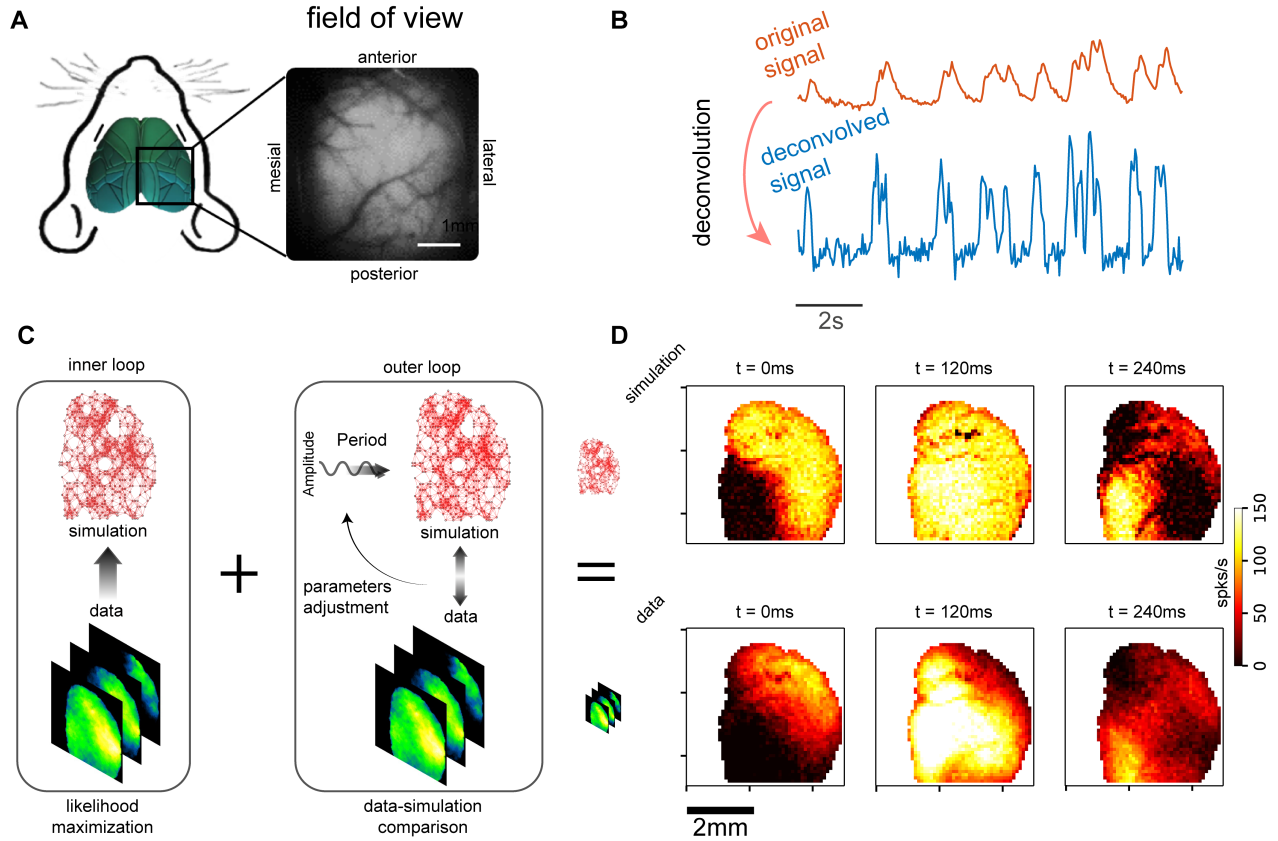 A
field of view
anterior
mesial
lateral
1mm
posterior
B
original
signal
deconvolution
deconvolved
signal
2s
C
inner loop
simulation
data
likelihood
maximization
+
outer loop
Amplitude
Period
simulation
parameters
adjustment
data
data-simulation
comparison
=
D
simulation
t = 0ms
t = 120ms
t = 240ms
data
t = 0ms
t = 120ms
t = 240ms
150
100
50
0
spks/s
2mm